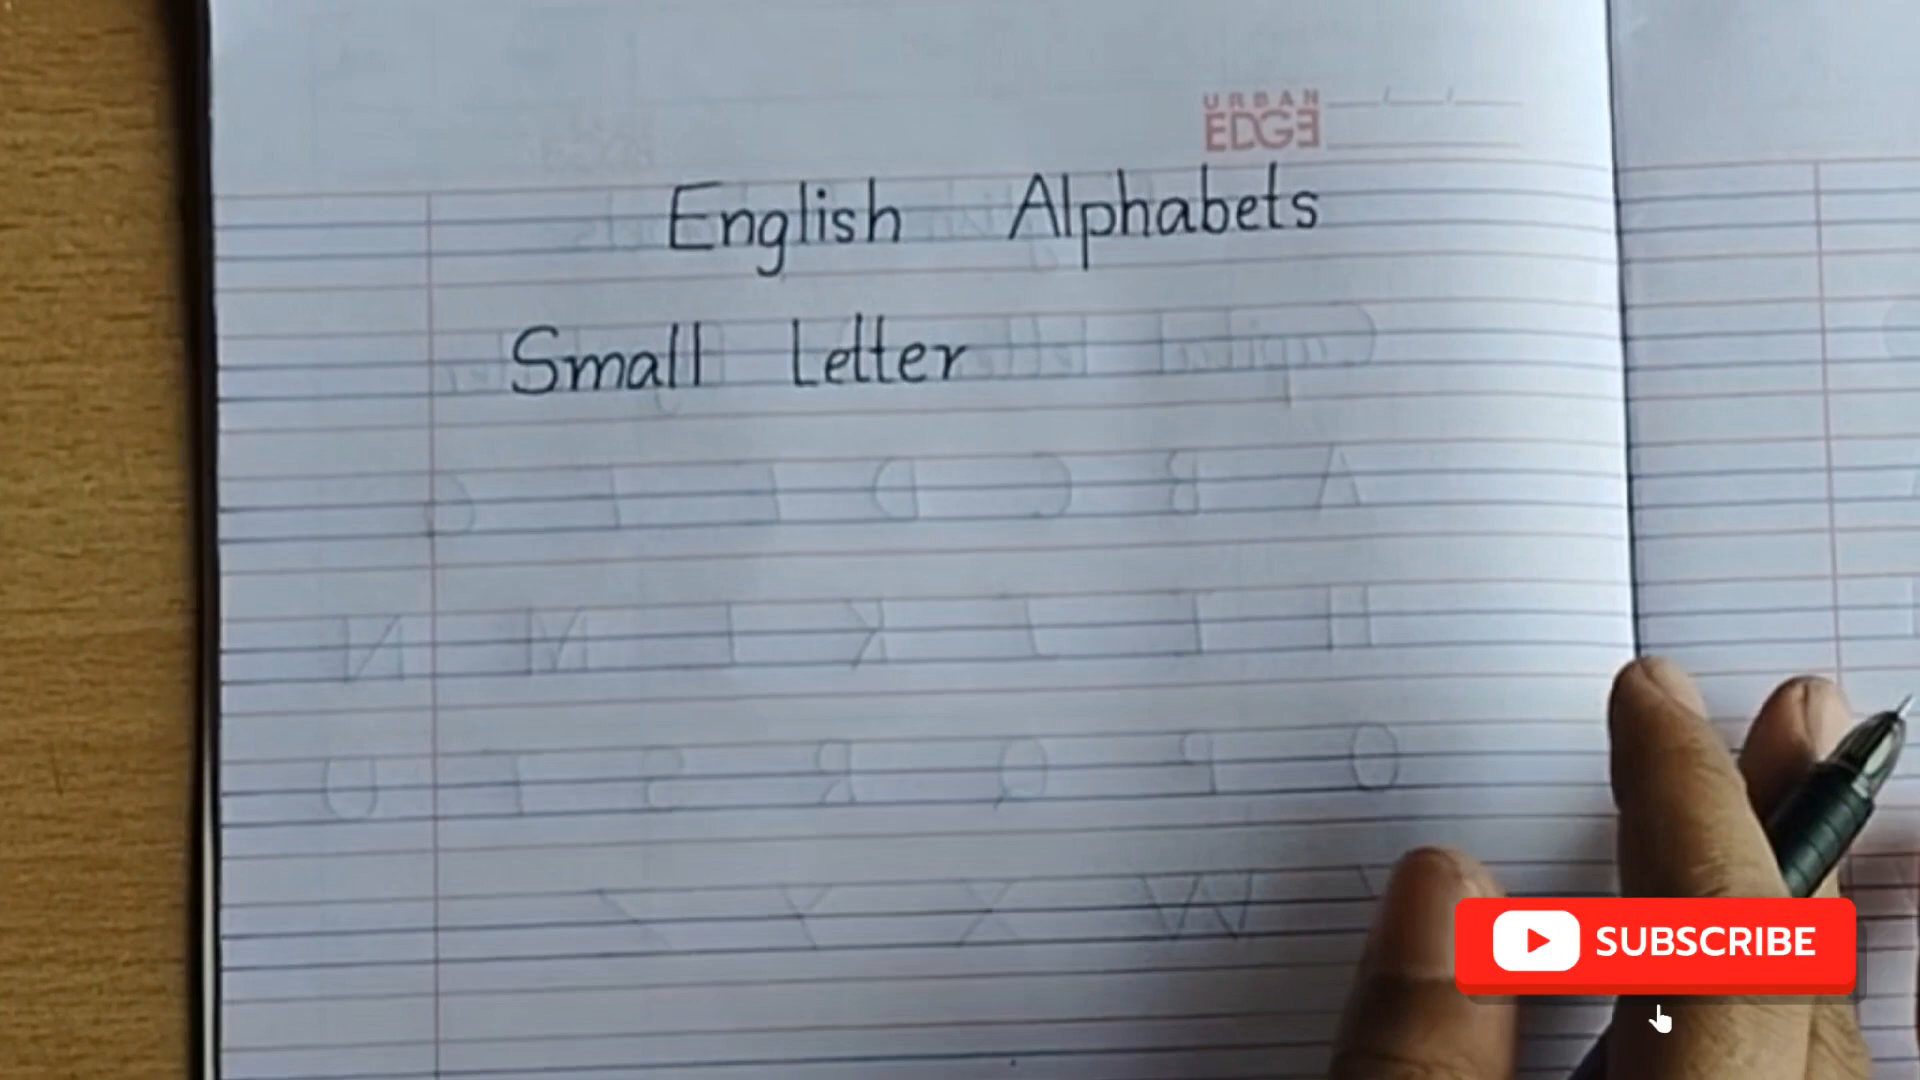 URBAN
EDGE
English Alphabets
Small Letter
A B C D E F G
H I J K L M N
O P Q R S T U
W X Y Z
SUBSCRIBE